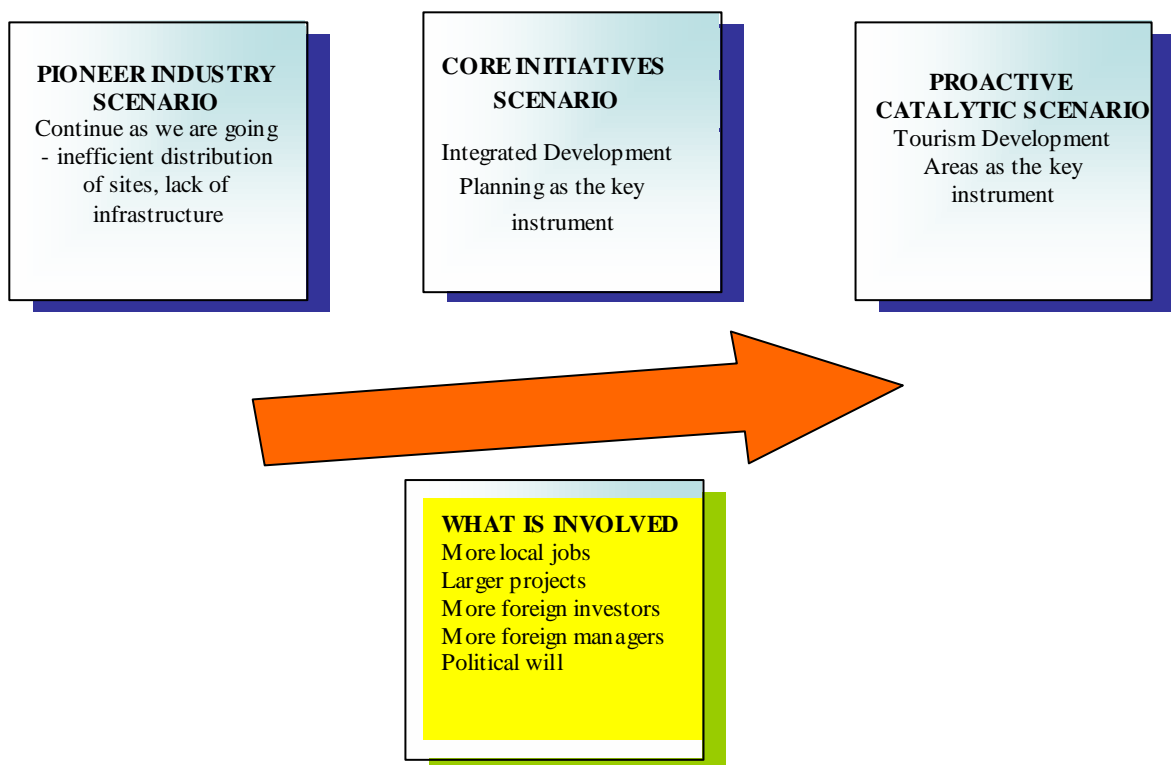 PIONEER INDUSTRY
SCENARIO
Continue as we are going
- inefficient distribution
of sites, lack of
infrastructure
CORE INITIATIVES
SCENARIO
Integrated Development
Planning as the key
instrument
PROACTIVE
CATALYTIC SCENARIO
Tourism Development
Areas as the key
instrument
WHAT IS INVOLVED
More local jobs
Larger projects
More foreign investors
More foreign managers
Political will